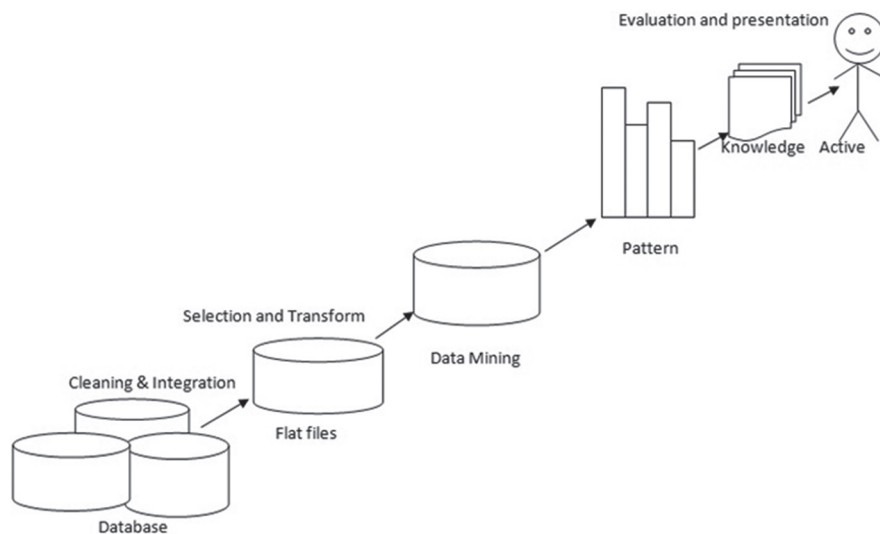 Evaluation and presentation
Knowledge Active
Pattern
Selection and Transform
Data Mining
Cleaning & Integration
Flat files
Database